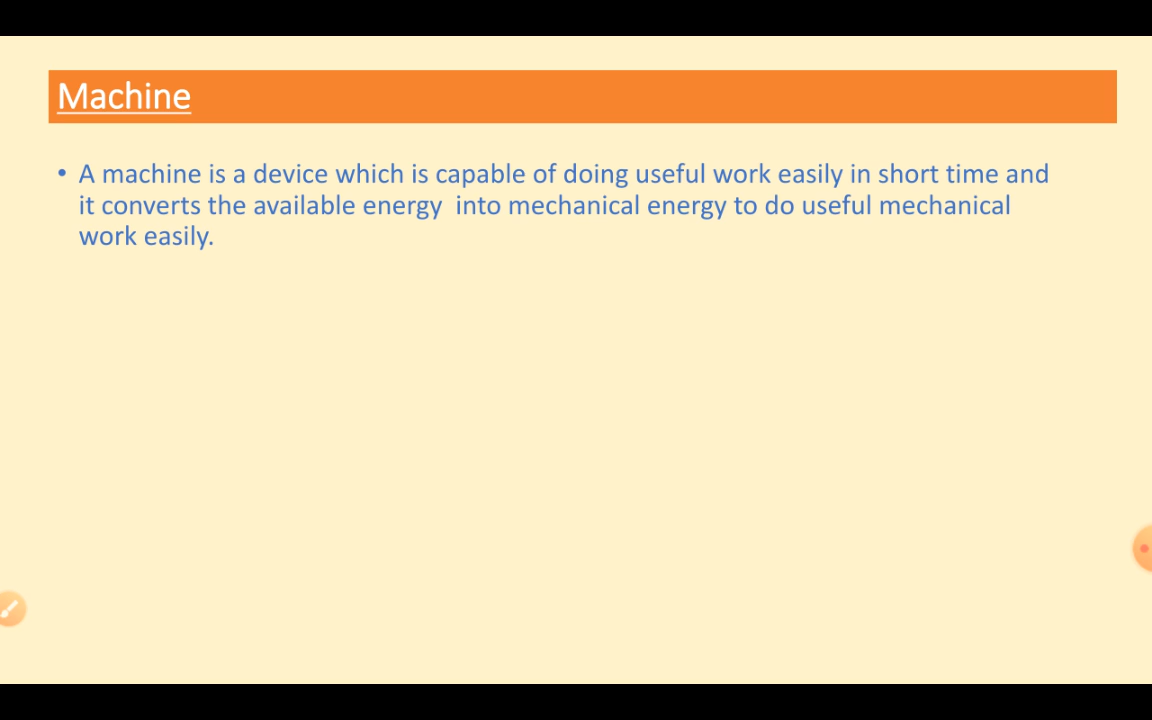 Machine
• A machine is a device which is capable of doing useful work easily in short time and
it converts the available energy  into mechanical energy to do useful mechanical
work easily.